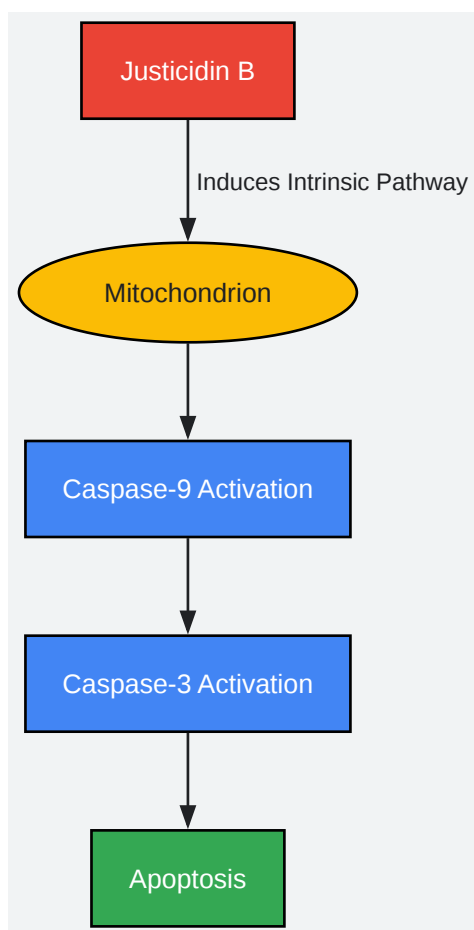 Justicidin B
Induces Intrinsic Pathway
Mitochondrion
Caspase-9 Activation
Caspase-3 Activation
Apoptosis